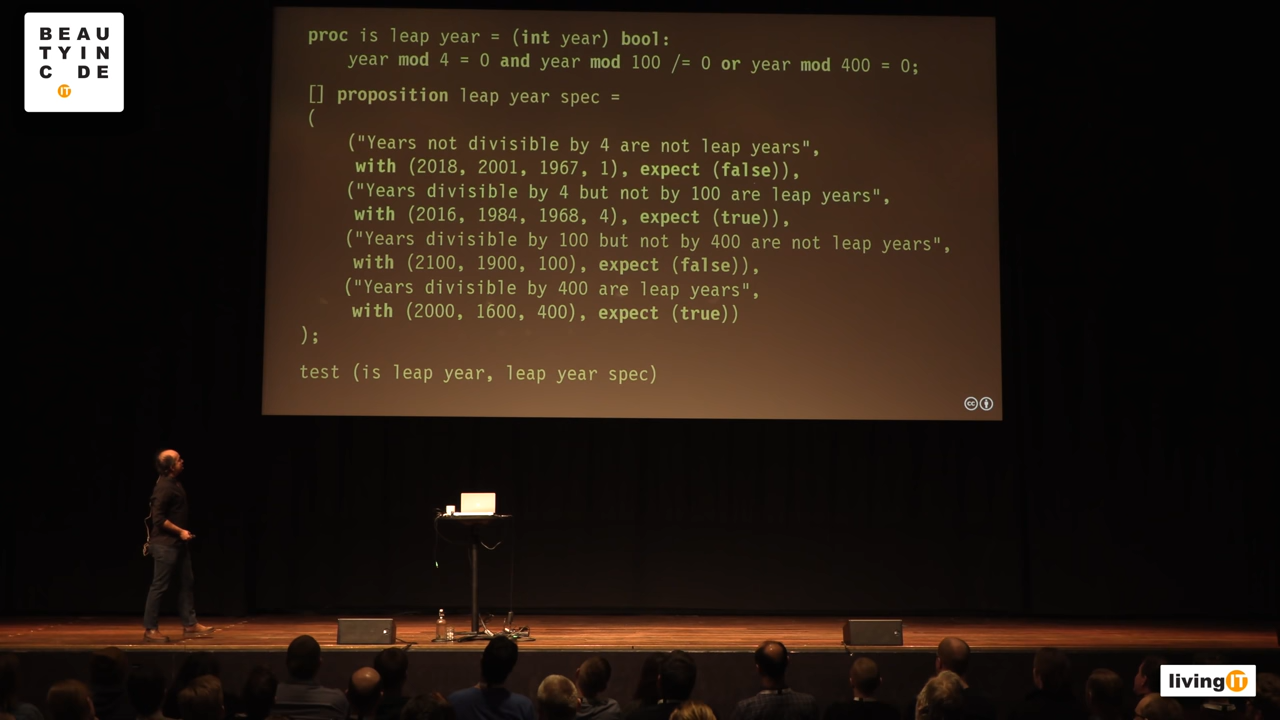 BEAU
TYIN
C DE
IT
proc is leap year = (int year) bool:
year mod 4 = 0 and year mod 100 /= 0 or year mod 400 = 0;
[] proposition leap year spec =
(
("Years not divisible by 4 are not leap years",
with (2018, 2001, 1967, 1), expect (false)),
("Years divisible by 4 but not by 100 are leap years",
with (2016, 1984, 1968, 4), expect (true)),
("Years divisible by 100 but not by 400 are not leap years",
with (2100, 1900, 100), expect (false)),
("Years divisible by 400 are leap years",
with (2000, 1600, 400), expect (true))
);
test (is leap year, leap year spec)
cc
livingIT